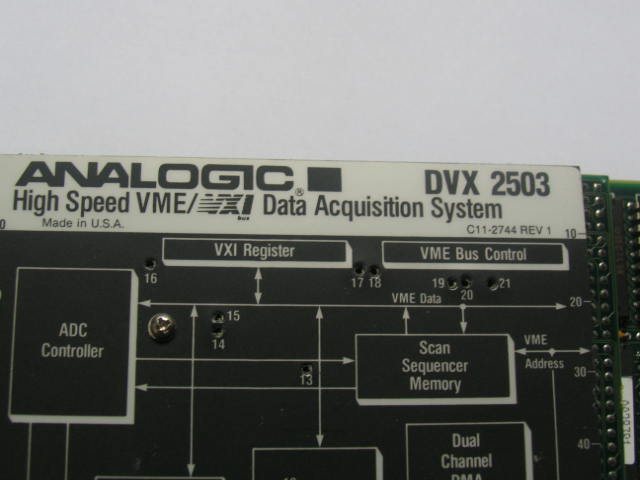 ANALOGIC® DVX 2503
High Speed VME/VXI bus Data Acquisition System
Made in U.S.A. C11-2744 REV 1 10
VXI Register VME Bus Control
16 17 18 19 20 21
VME Data 20
ADC
Controller
15
14
Scan
Sequencer
Memory
VME
Address
13
30
Dual
Channel
DMA
40